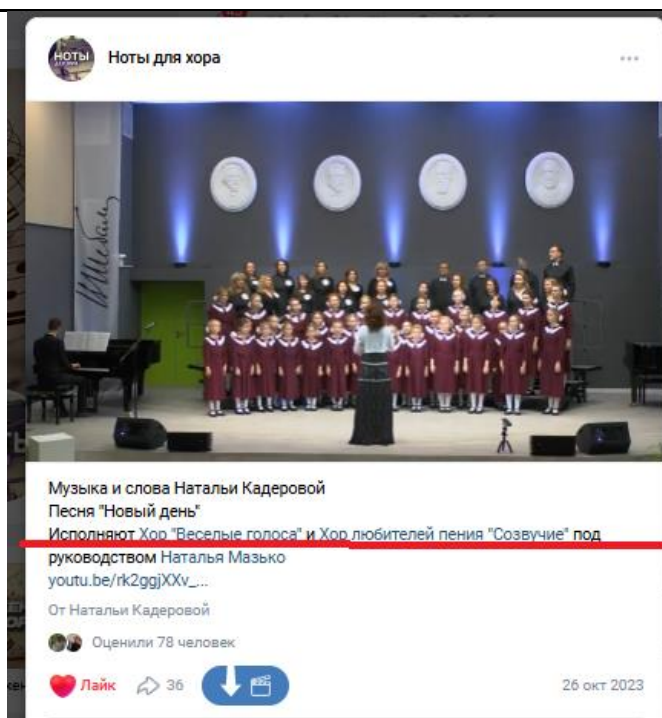 НОТЫ
Ноты для хора
Музыка и слова Натальи Кадеровой
Песня "Новый день"
Исполняют Хор "Веселые голоса" и Хор любителей пения "Созвучие" под
руководством Наталья Мазько
youtu.be/rk2ggjXXv_...
От Натальи Кадеровой
Оценили 78 человек
Лайк 36
26 окт 2023